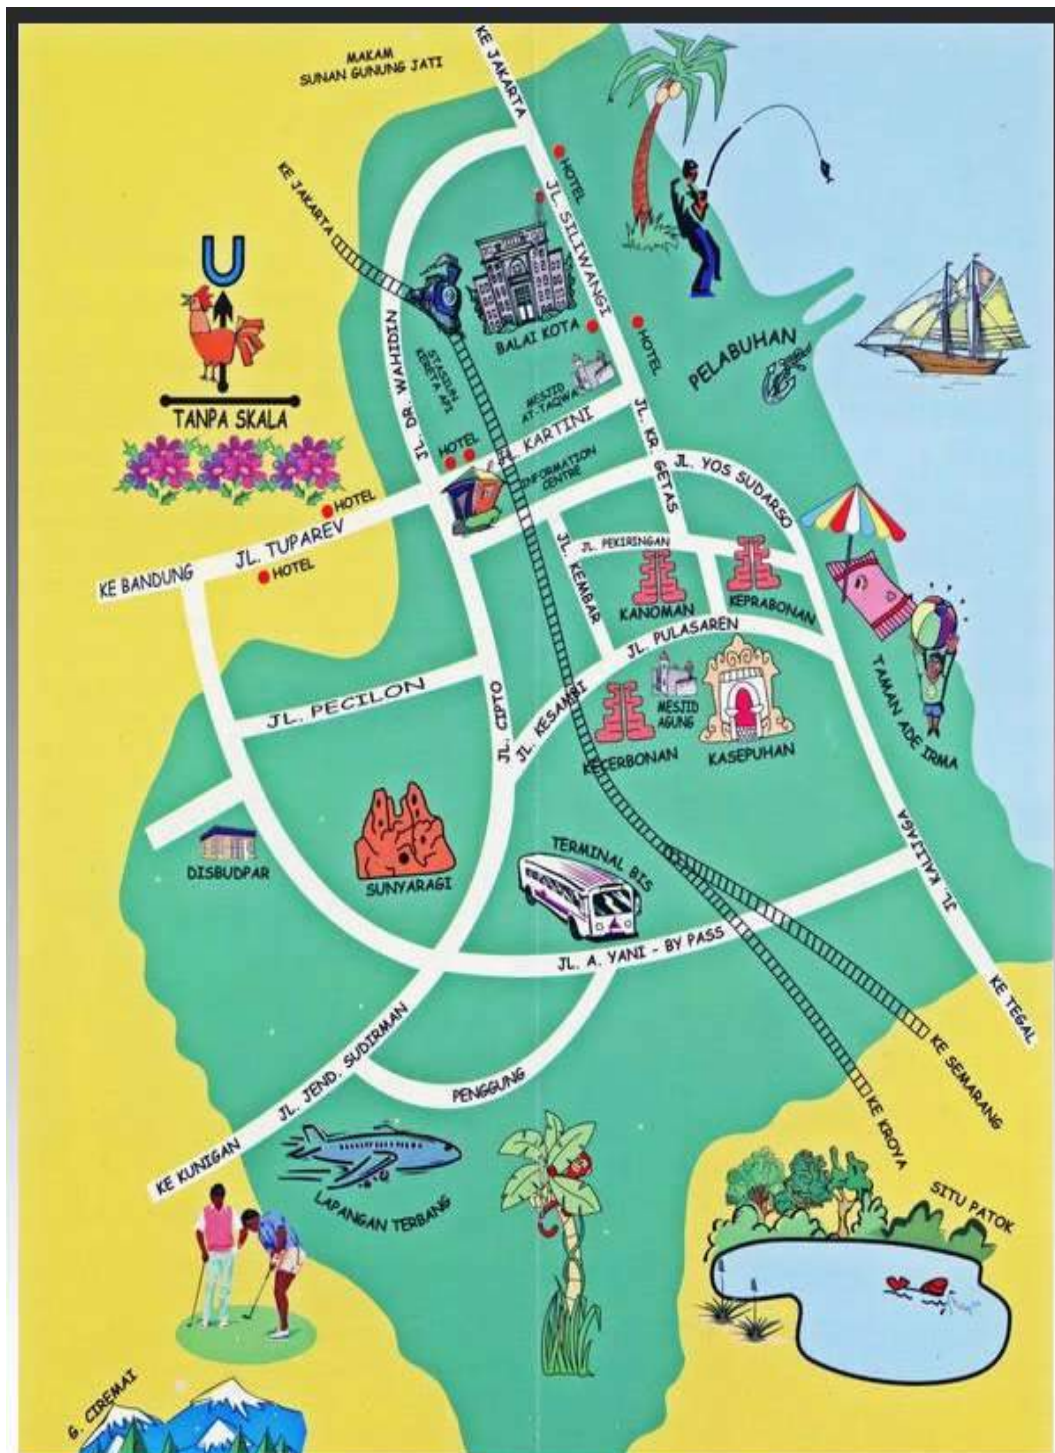 MAKAM
SUNAN GUNUNG JATI
KE JAKARTA
KE JAKARTA
HOTEL
JL. SILIWANGI
U
BALAI KOTA
HOTEL
PELABUHAN
JL. DR. WAHIDIN
STASIUN
KERETA API
MESJID
AT-TAQWA
TANPA SKALA
HOTEL
JL. KARTINI
JL. KR. GETAS
JL. YOS SUDARSO
INFORMATION
CENTRE
HOTEL
JL. TUPAREV
HOTEL
KE BANDUNG
JL. PEKIRINGAN
JL. KEMBAR
KANOMAN
KEPRABONAN
JL. PULASAREN
JL. PECILON
JL. CIPTO
JL. KESAMBI
MESJID
AGUNG
KECERBONAN
KASEPUHAN
TAMAN ADE IRMA
DISBUDPAR
SUNYARAGI
TERMINAL BIS
JL. KALIJAGA
JL. A. YANI - BY PASS
KE TEGAL
JL. JEND. SUDIRMAN
PENGGUNG
KE SEMARANG
KE KROYA
KE KUNIGAN
LAPANGAN TERBANG
SITU PATOK
G. CIREMAI